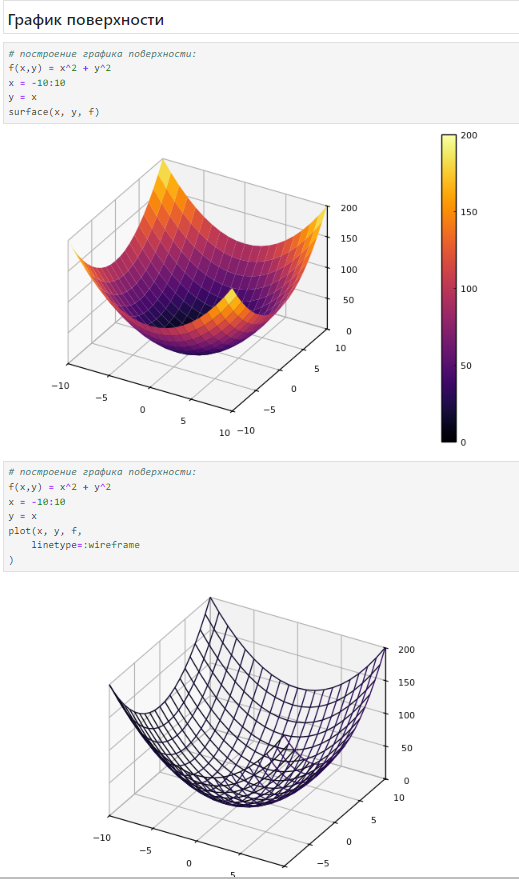 График поверхности
# построение графика поверхности:
f(x,y) = x^2 + y^2
x = -10:10
y = x
surface(x, y, f)
200
150
100
50
0
200
150
100
50
0
10
5
0
−5
−10
−10
−5
0
5
10
# построение графика поверхности:
f(x,y) = x^2 + y^2
x = -10:10
y = x
plot(x, y, f,
    linetype=:wireframe
)
200
150
100
50
0
10
5
0
−5
−10
−5
0
5